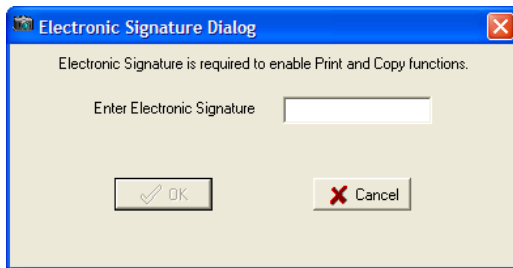 Electronic Signature Dialog
Electronic Signature is required to enable Print and Copy functions.
Enter Electronic Signature
OK
Cancel